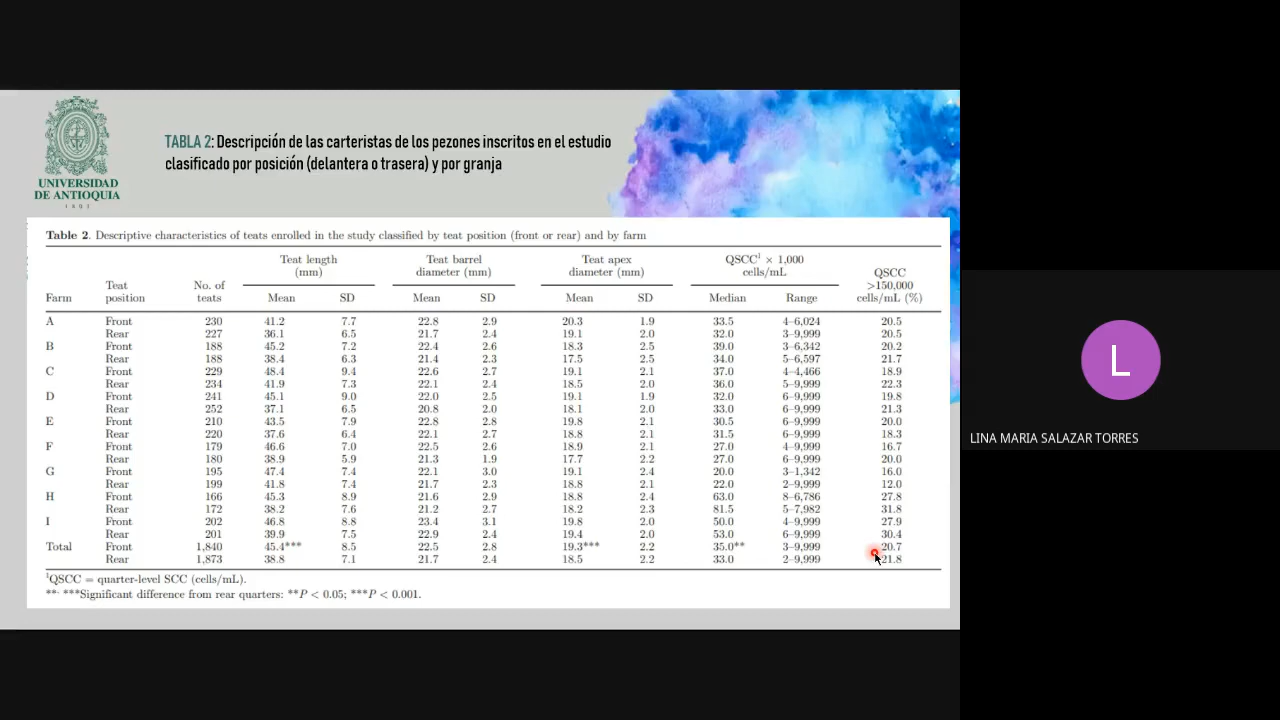 UNIVERSIDAD
DE ANTIOQUIA
1803
TABLA 2: Descripción de las carteristas de los pezones inscritos en el estudio
clasificado por posición (delantera o trasera) y por granja
Table 2. Descriptive characteristics of teats enrolled in the study classified by teat position (front or rear) and by farm
Teat length (mm) Teat barrel diameter (mm) Teat apex diameter (mm) QSCC¹ × 1,000 cells/mL QSCC >150,000 cells/mL (%)
Farm Teat position No. of teats Mean SD Mean SD Mean SD Median Range
A Front 230 41.2 7.7 22.8 2.9 20.3 1.9 33.5 4–6,024 20.5
Rear 227 36.1 6.5 21.7 2.4 19.1 2.0 32.0 3–9,999 20.5
B Front 188 45.2 7.2 22.4 2.6 18.3 2.5 39.0 3–6,342 20.2
Rear 188 38.4 6.3 21.4 2.3 17.5 2.5 34.0 5–6,597 21.7
C Front 229 48.4 9.4 22.6 2.7 19.1 2.1 37.0 4–4,466 18.9
Rear 234 41.9 7.3 22.1 2.4 18.5 2.0 36.0 5–9,999 22.3
D Front 241 45.1 9.0 22.0 2.5 19.1 1.9 32.0 6–9,999 19.8
Rear 252 37.1 6.5 20.8 2.0 18.1 2.0 33.0 6–9,999 21.3
E Front 210 43.5 7.9 22.8 2.8 19.8 2.1 30.5 6–9,999 20.0
Rear 220 37.6 6.4 22.1 2.7 18.8 2.1 31.5 6–9,999 18.3
F Front 179 46.6 7.0 22.5 2.6 18.9 2.1 27.0 4–9,999 16.7
Rear 180 38.9 5.9 21.3 1.9 17.7 2.2 27.0 6–9,999 20.0
G Front 195 47.4 7.4 22.1 3.0 19.1 2.4 20.0 3–1,342 16.0
Rear 199 41.8 7.4 21.7 2.3 18.8 2.1 22.0 2–9,999 12.0
H Front 166 45.3 8.9 21.6 2.9 18.8 2.4 63.0 8–6,786 27.8
Rear 172 38.2 7.6 21.2 2.7 18.2 2.3 81.5 5–7,982 31.8
I Front 202 46.8 8.8 23.4 3.1 19.8 2.0 50.0 4–9,999 27.9
Rear 201 39.9 7.5 22.9 2.4 19.4 2.0 53.0 6–9,999 30.4
Total Front 1,840 45.4*** 8.5 22.5 2.8 19.3*** 2.2 35.0** 3–9,999 20.7
Rear 1,873 38.8 7.1 21.7 2.4 18.5 2.2 33.0 2–9,999 21.8
¹QSCC = quarter-level SCC (cells/mL).
**, ***Significant difference from rear quarters: **P < 0.05; ***P < 0.001.
L
LINA MARIA SALAZAR TORRES